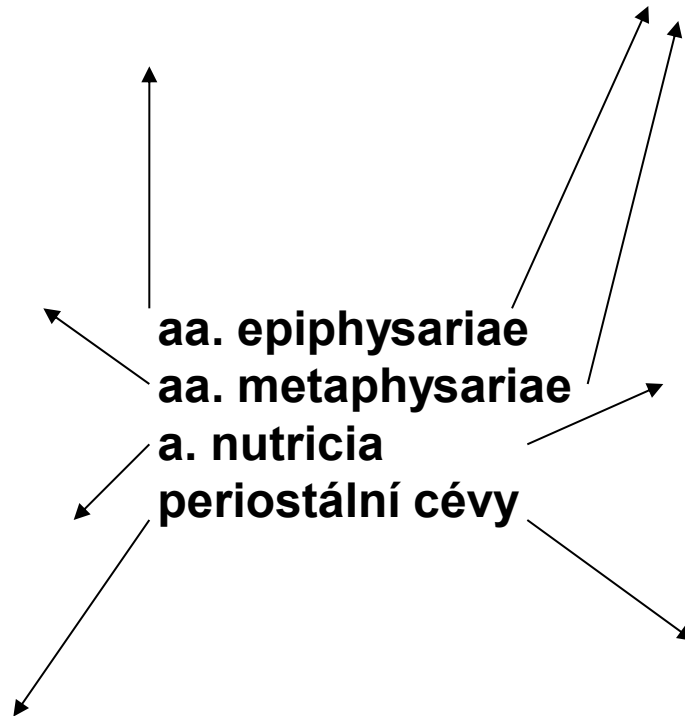 aa. epiphysariae
aa. metaphysariae
a. nutricia
periostální cévy